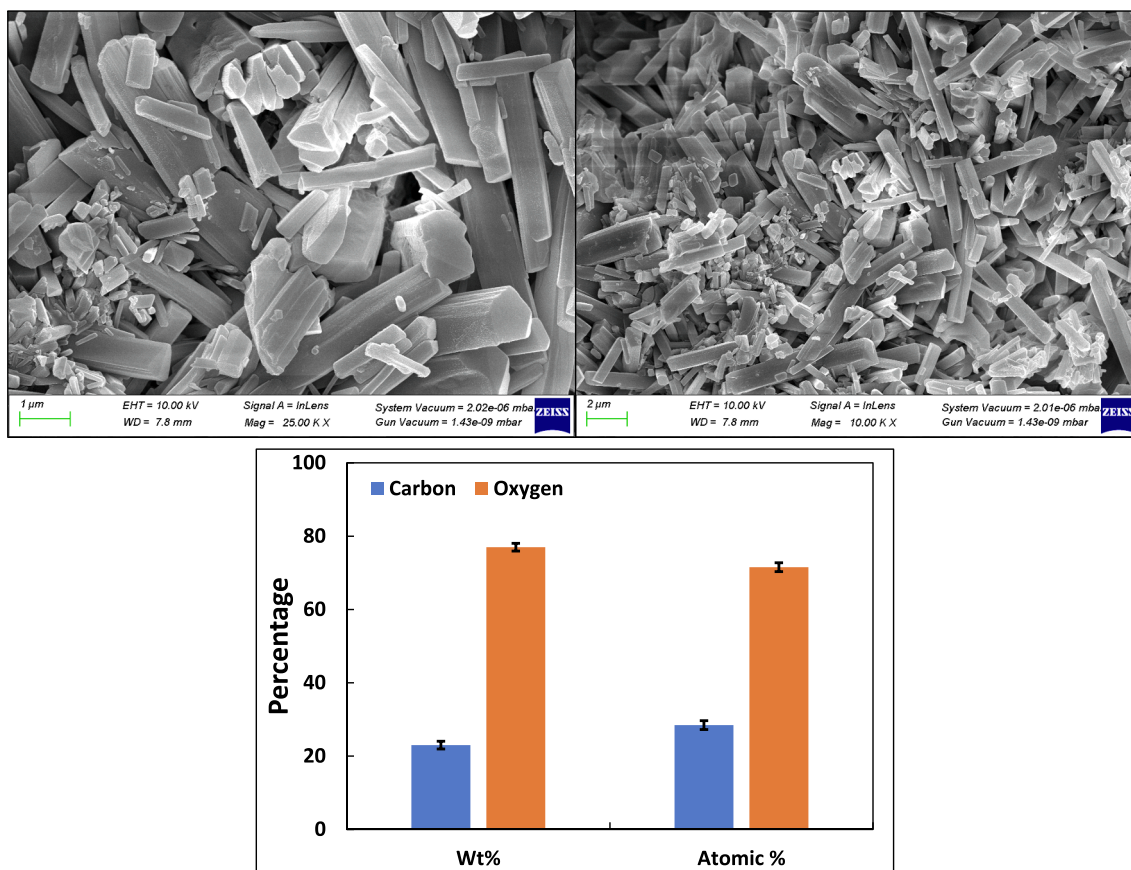 1 µm
EHT = 10.00 kV
Signal A = InLens
System Vacuum = 2.02e-06 mbar
WD = 7.8 mm
Mag = 25.00 K X
Gun Vacuum = 1.43e-09 mbar
ZEISS
2 µm
EHT = 10.00 kV
Signal A = InLens
System Vacuum = 2.01e-06 mbar
WD = 7.8 mm
Mag = 10.00 K X
Gun Vacuum = 1.43e-09 mbar
ZEISS
Carbon Oxygen
Percentage
100
80
60
40
20
0
Wt% Atomic %